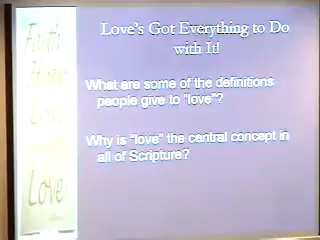 Love's Got Everything to Do
with It!
What are some of the definitions
people give to "love"?
Why is "love" the central concept in
all of Scripture?
Faith
Hope
Love
Love